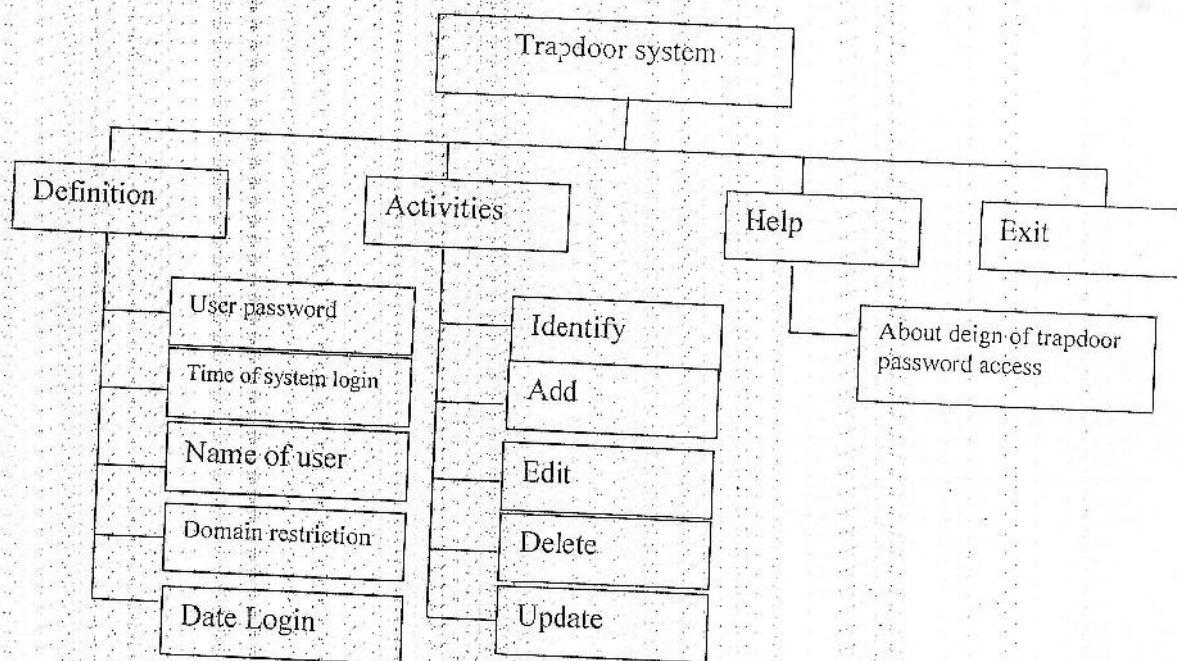 Trapdoor system
Definition
Activities
Help
Exit
User password
Time of system login
Name of user
Domain restriction
Date Login
Identify
Add
Edit
Delete
Update
About deign of trapdoor
password access